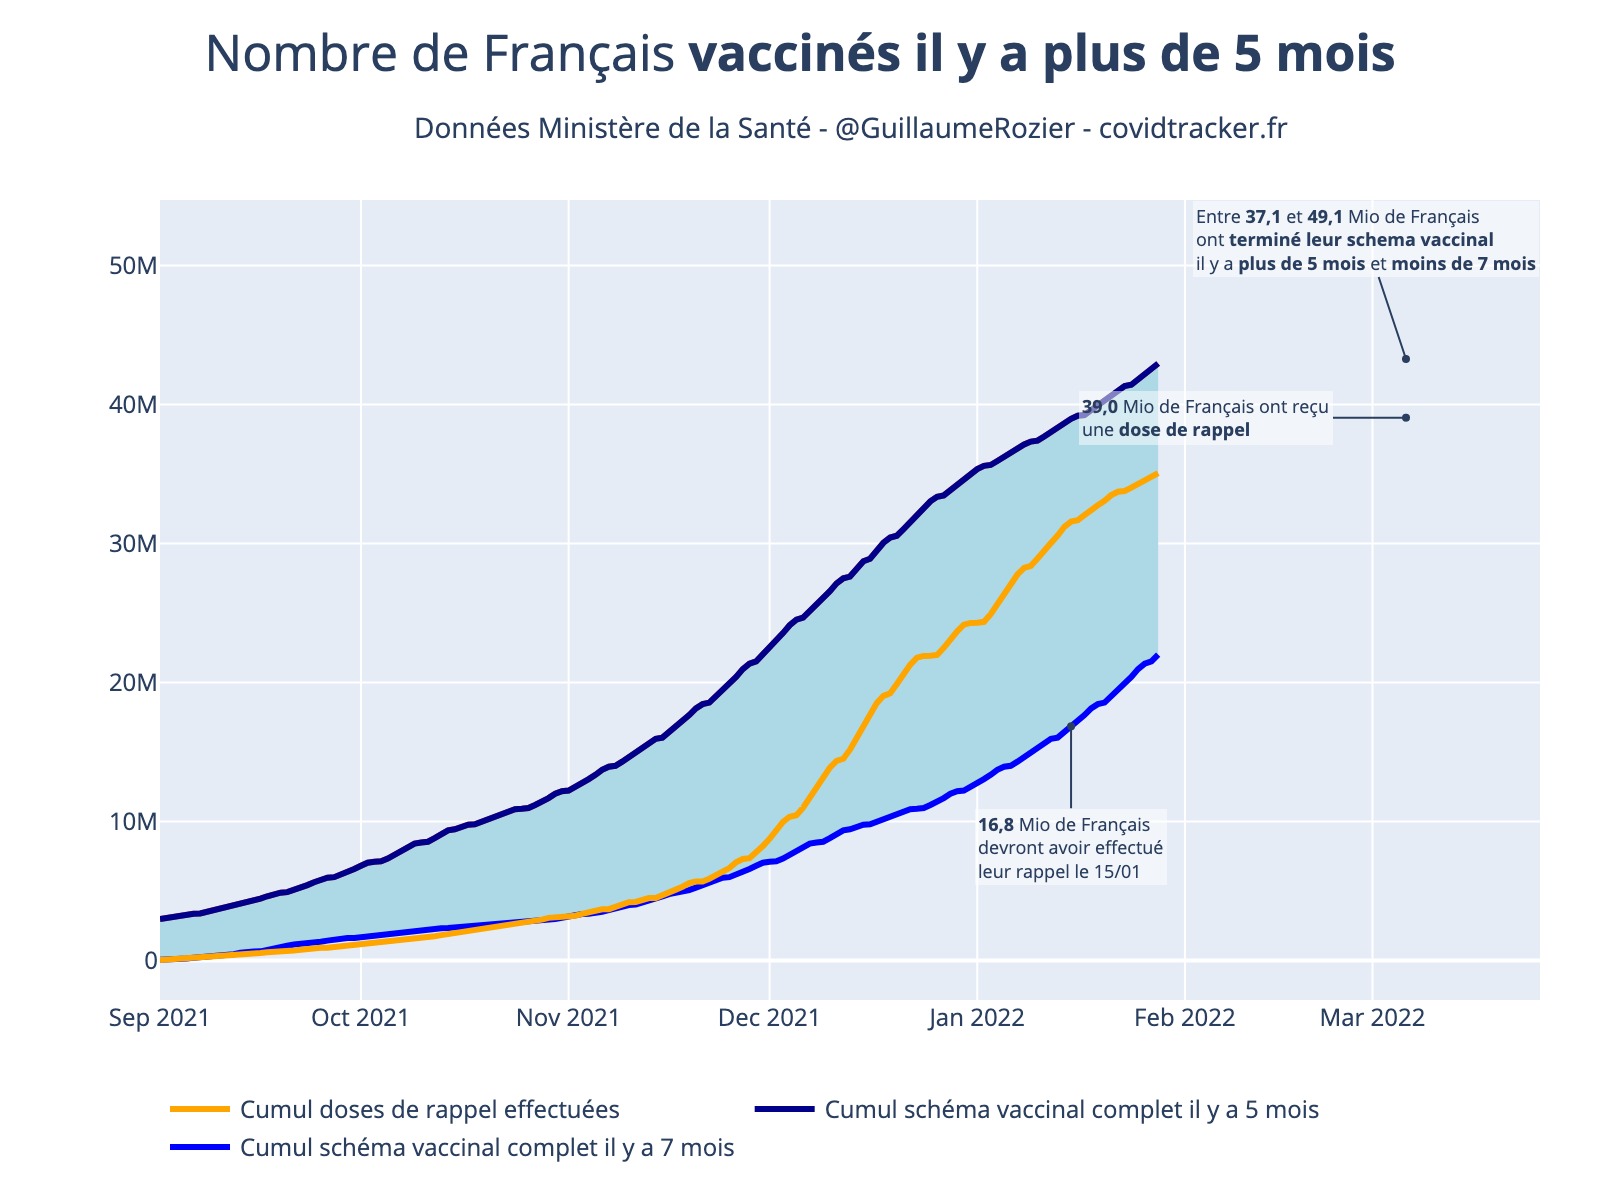 Nombre de Français vaccinés il y a plus de 5 mois
Données Ministère de la Santé - @GuillaumeRozier - covidtracker.fr
Entre 37,1 et 49,1 Mio de Français
ont terminé leur schema vaccinal
il y a plus de 5 mois et moins de 7 mois
50M
40M
39,0 Mio de Français ont reçu
une dose de rappel
30M
20M
10M
16,8 Mio de Français
devront avoir effectué
leur rappel le 15/01
0
Sep 2021 Oct 2021 Nov 2021 Dec 2021 Jan 2022 Feb 2022 Mar 2022
Cumul doses de rappel effectuées Cumul schéma vaccinal complet il y a 5 mois
Cumul schéma vaccinal complet il y a 7 mois